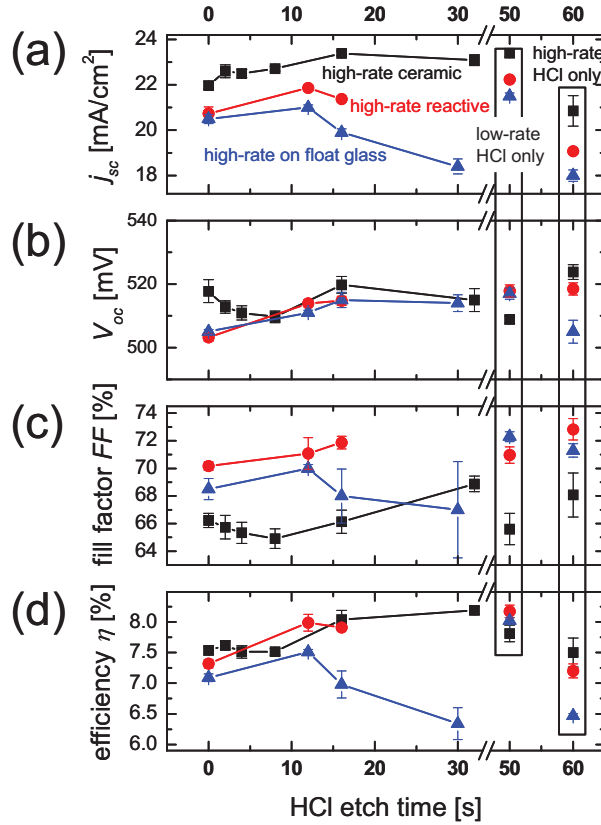 0 10 20 30 50 60
(a)
j_sc [mA/cm²]
24
22
20
18
high-rate ceramic
high-rate reactive
high-rate on float glass
high-rate
HCl only
low-rate
HCl only
(b)
V_oc [mV]
540
520
500
(c)
fill factor FF [%]
74
72
70
68
66
64
(d)
efficiency η [%]
8.0
7.5
7.0
6.5
6.0
0 10 20 30 50 60
HCl etch time [s]